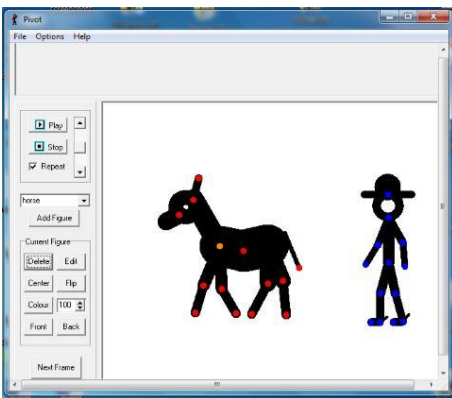 Pivot
File Options Help
Play
Stop
Repeat
horse
Add Figure
Current Figure
Delete Edit
Center Flip
Colour 100
Front Back
Next Frame